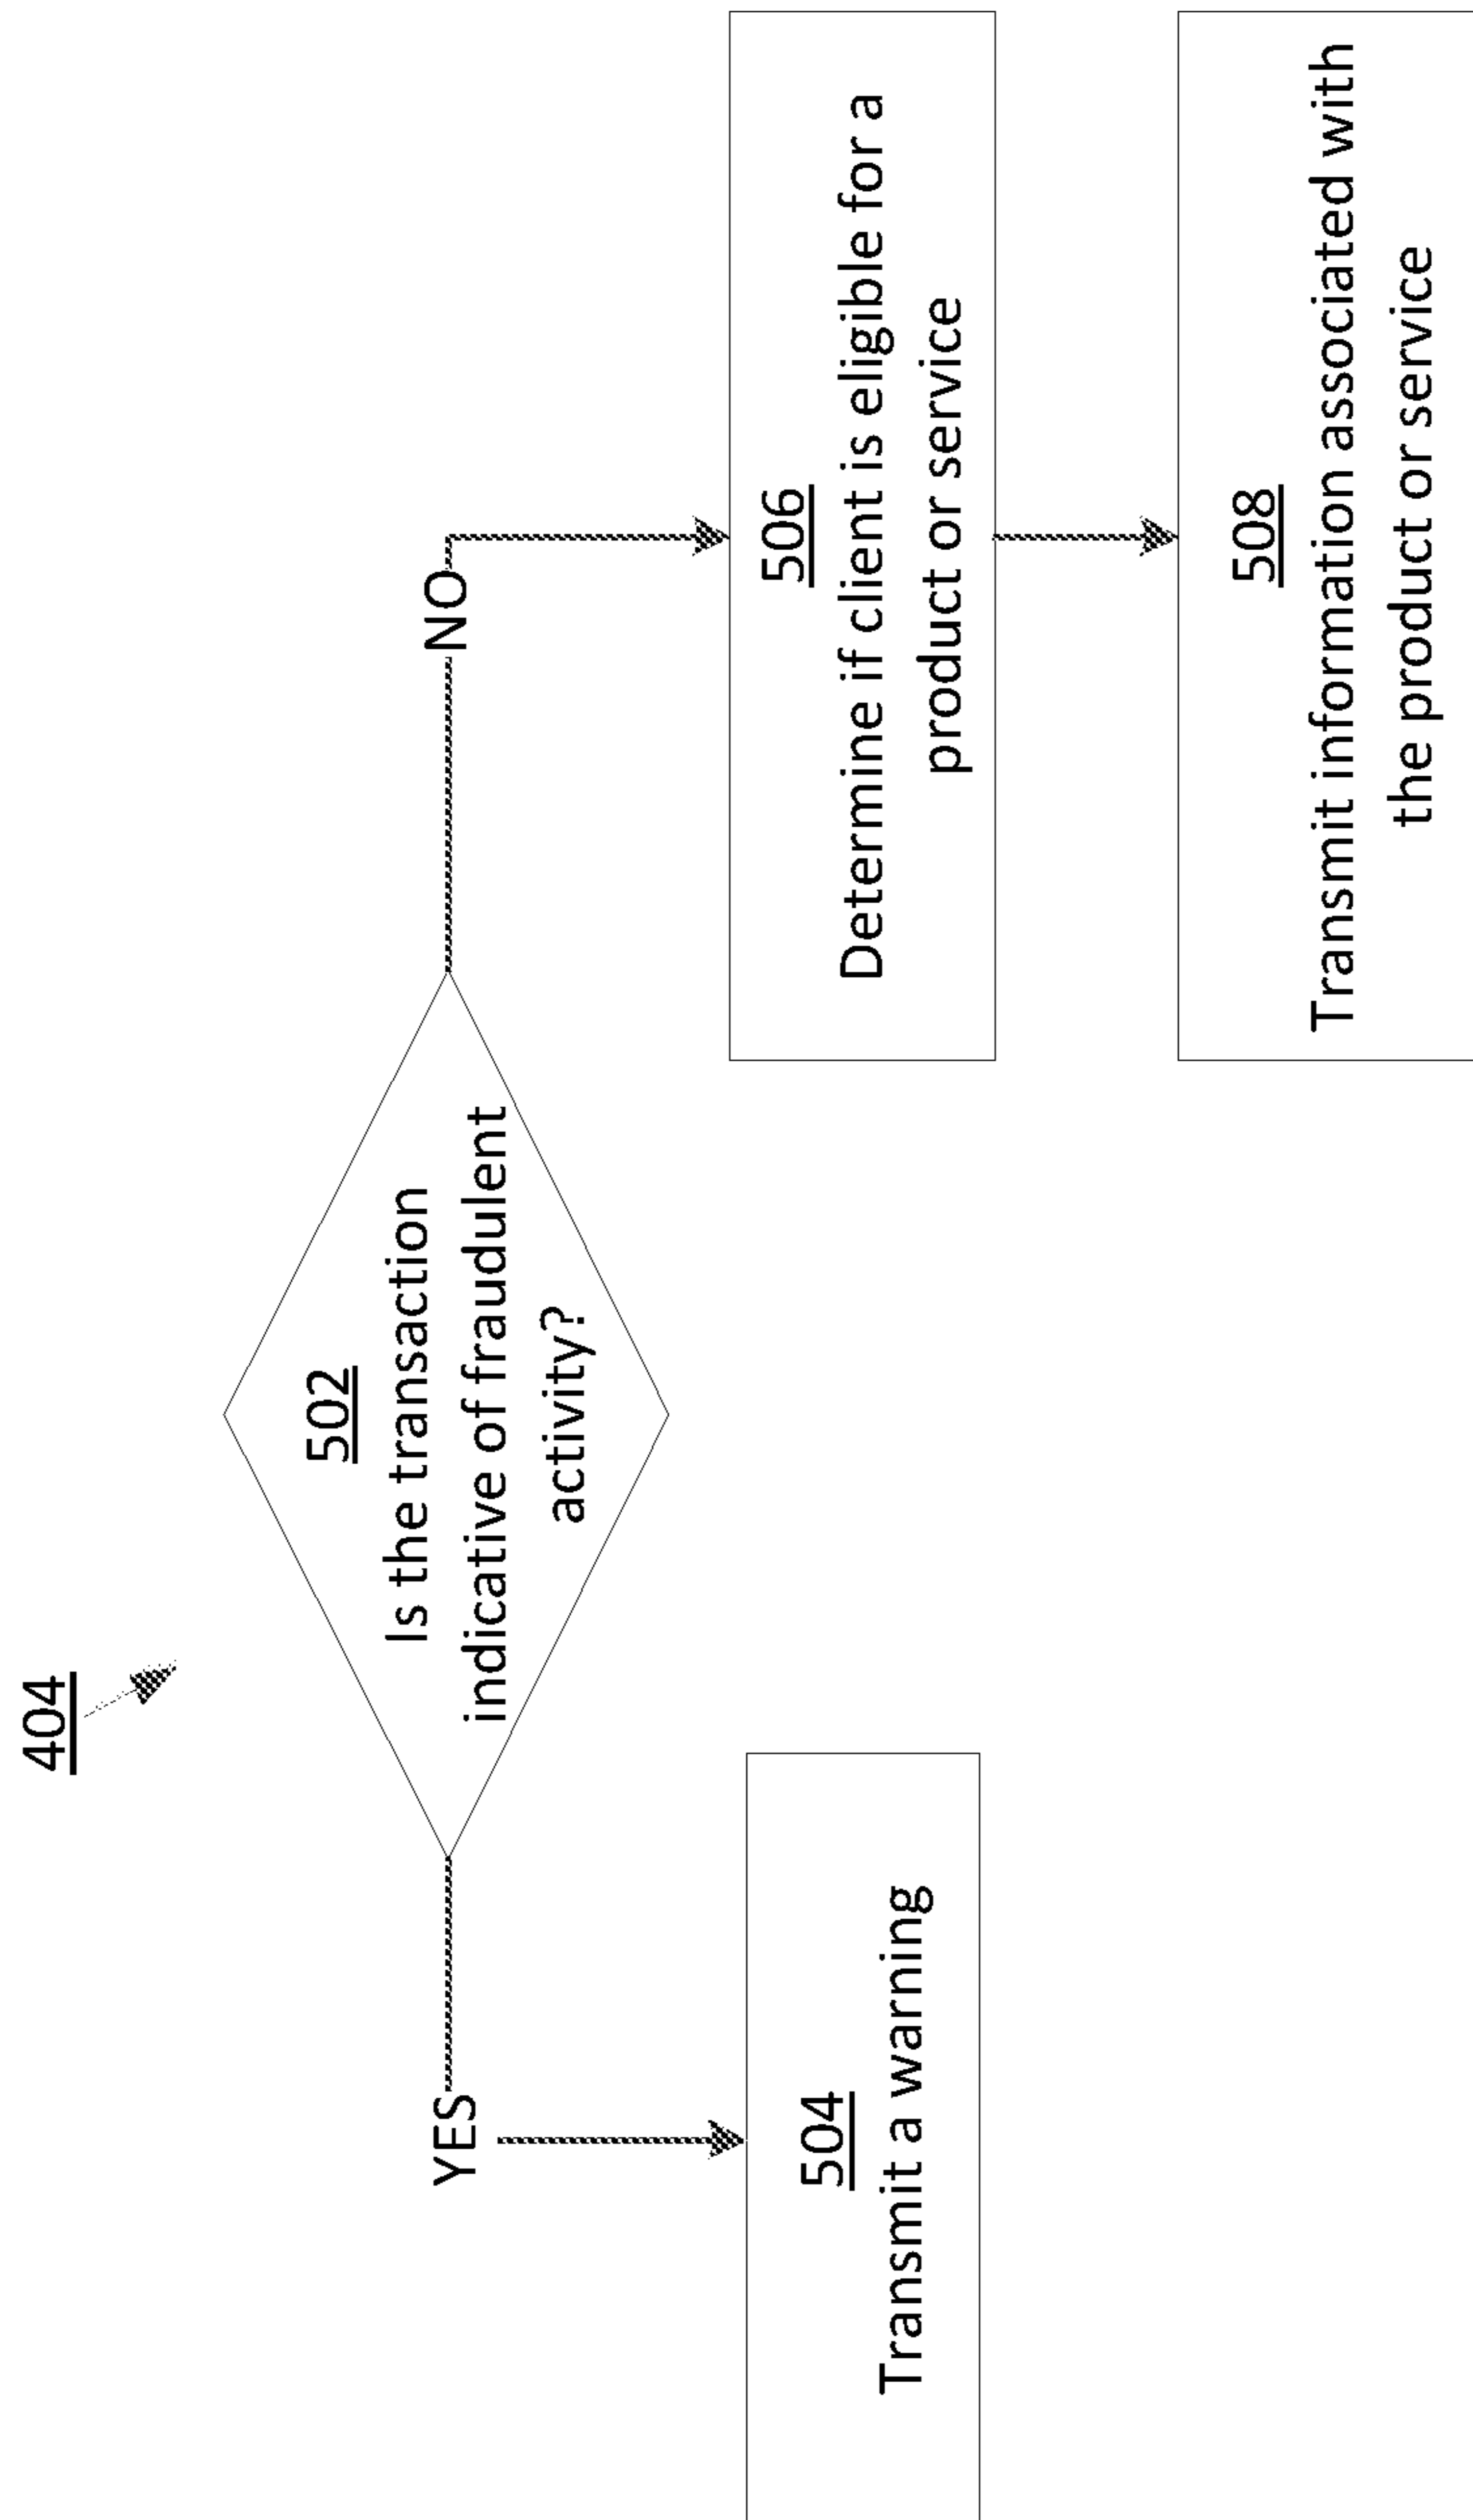 404
502
Is the transaction
indicative of fraudulent
activity?
YES
NO
504
Transmit a warning
506
Determine if client is eligible for a
product or service
508
Transmit information associated with
the product or service